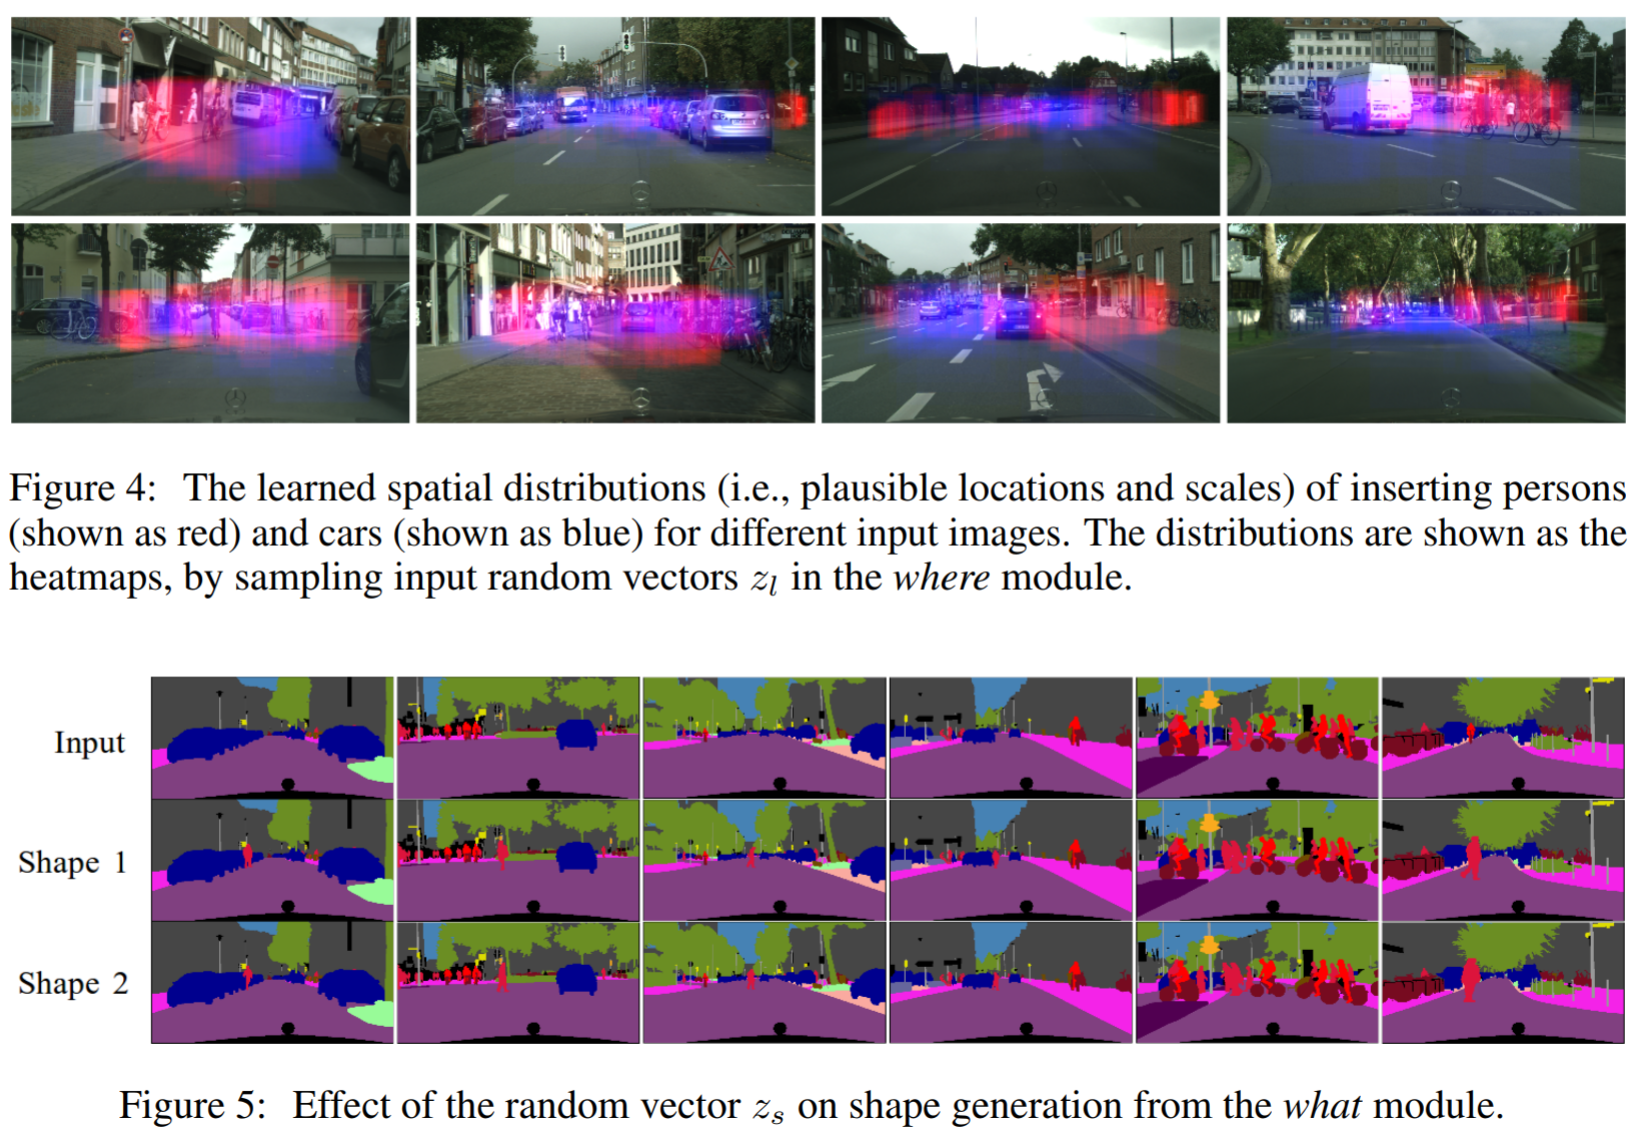 Figure 4: The learned spatial distributions (i.e., plausible locations and scales) of inserting persons
(shown as red) and cars (shown as blue) for different input images. The distributions are shown as the
heatmaps, by sampling input random vectors z_l in the where module.
Input
Shape 1
Shape 2
Figure 5: Effect of the random vector z_s on shape generation from the what module.